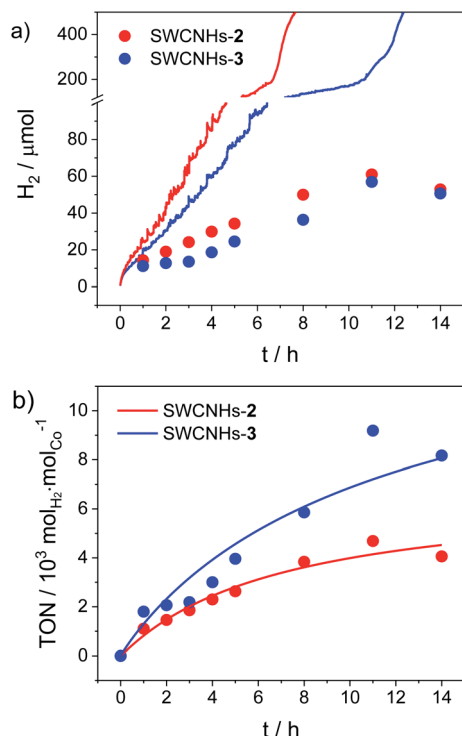 a)
SWCNHs-2
SWCNHs-3
H₂ / μmol
400
200
80
60
40
20
0
0 2 4 6 8 10 12 14
t / h
b)
SWCNHs-2
SWCNHs-3
TON / 10³ mol_H₂·mol_Co⁻¹
10
8
6
4
2
0
0 2 4 6 8 10 12 14
t / h